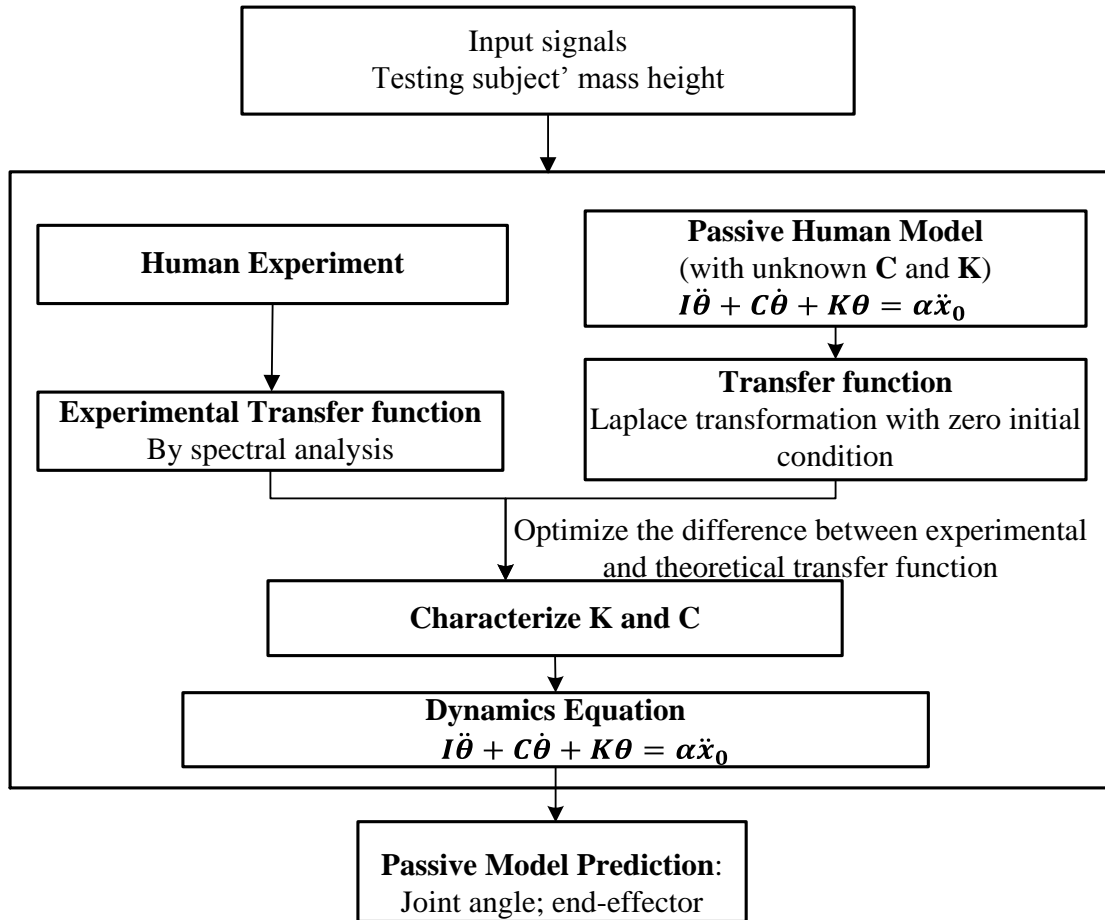 Input signals
Testing subject’ mass height
Human Experiment
Passive Human Model
(with unknown C and K)
Iθ̈ + Cθ̇ + Kθ = αẍ₀
Experimental Transfer function
By spectral analysis
Transfer function
Laplace transformation with zero initial
condition
Optimize the difference between experimental
and theoretical transfer function
Characterize K and C
Dynamics Equation
Iθ̈ + Cθ̇ + Kθ = αẍ₀
Passive Model Prediction:
Joint angle; end-effector